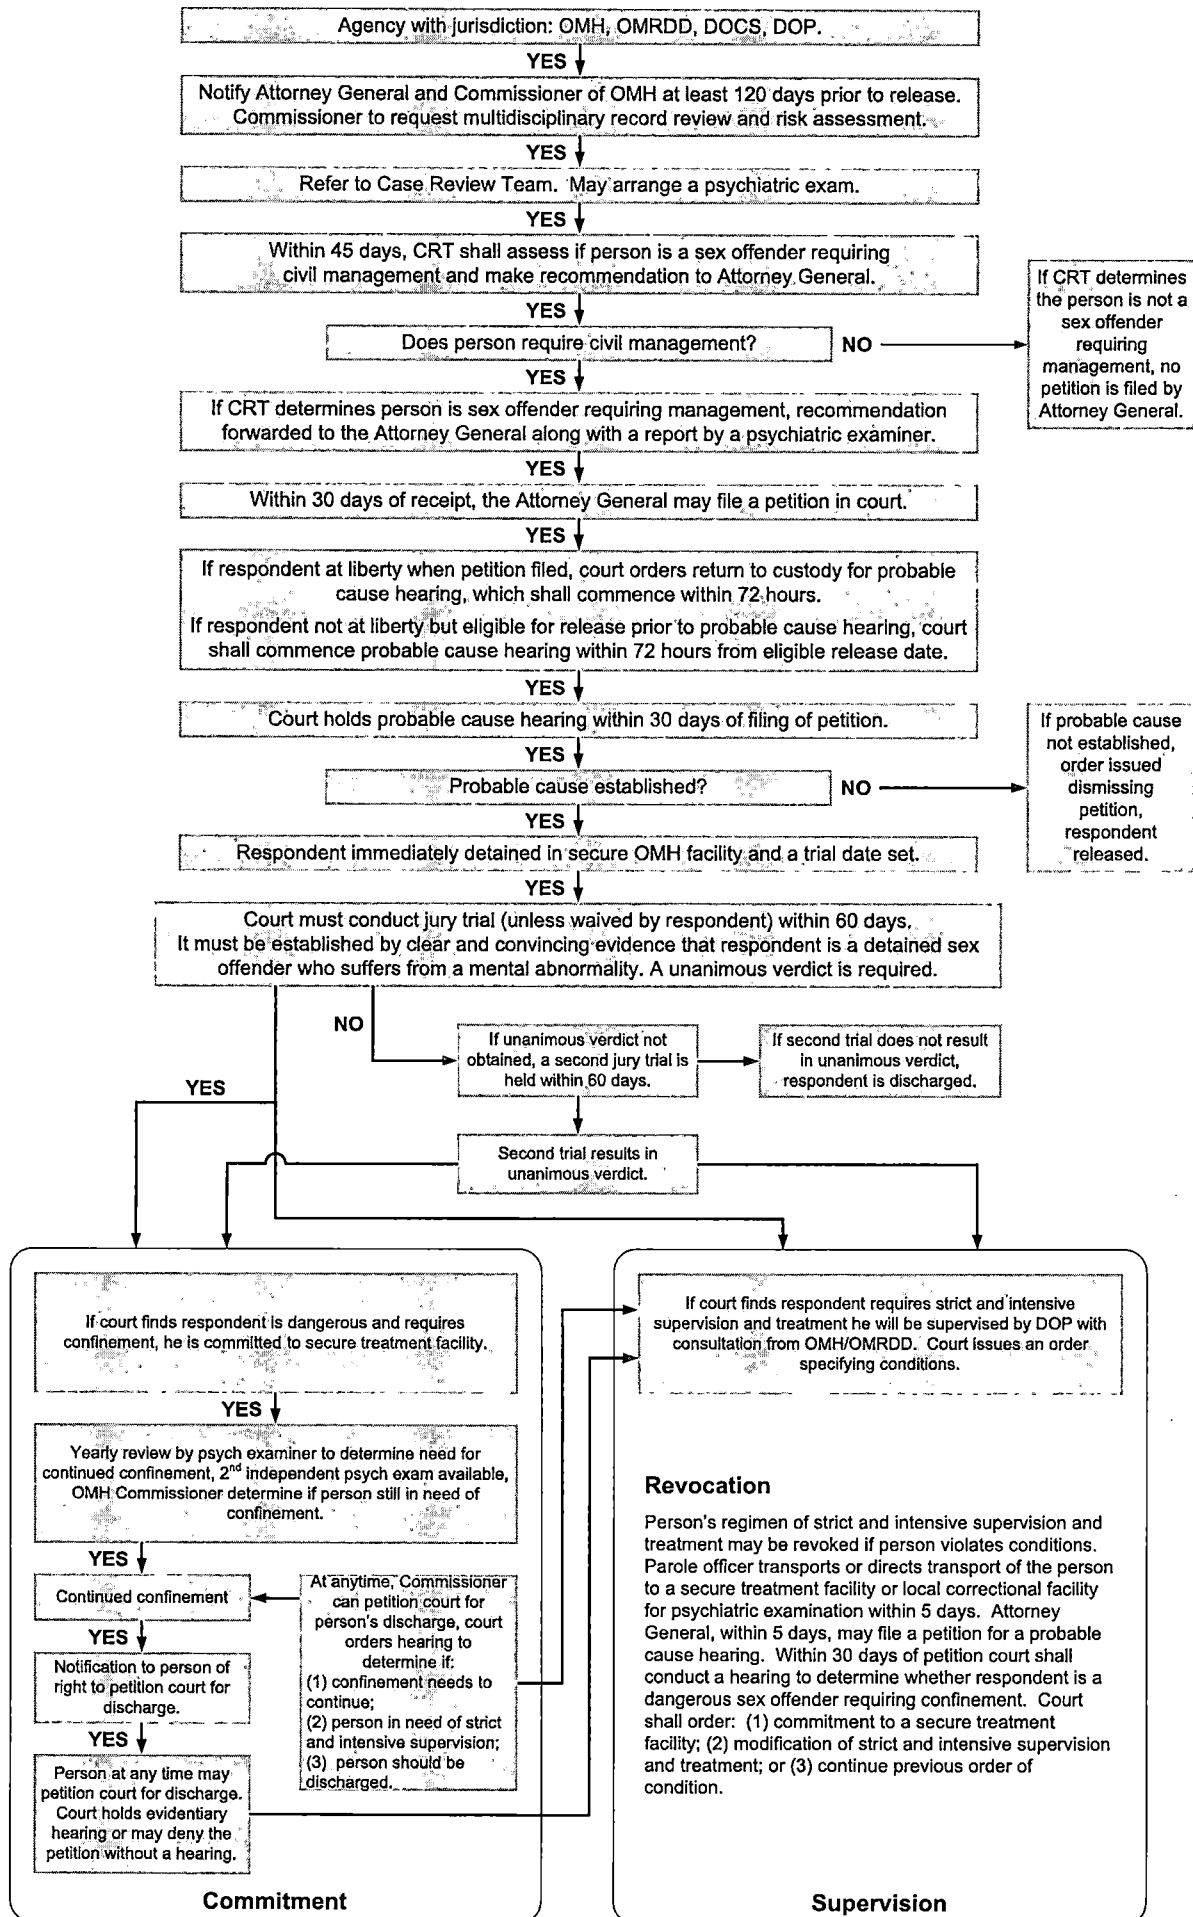 Agency with jurisdiction: OMH, OMRDD, DOCS, DOP.
YES
Notify Attorney General and Commissioner of OMH at least 120 days prior to release.
Commissioner to request multidisciplinary record review and risk assessment.
YES
Refer to Case Review Team. May arrange a psychiatric exam.
YES
Within 45 days, CRT shall assess if person is a sex offender requiring
civil management and make recommendation to Attorney General.
YES
Does person require civil management?
NO
If CRT determines
the person is not a
sex offender
requiring
management, no
petition is filed by
Attorney General.
YES
If CRT determines person is sex offender requiring management, recommendation
forwarded to the Attorney General along with a report by a psychiatric examiner.
YES
Within 30 days of receipt, the Attorney General may file a petition in court.
YES
If respondent at liberty when petition filed, court orders return to custody for probable
cause hearing, which shall commence within 72 hours.
If respondent not at liberty but eligible for release prior to probable cause hearing, court
shall commence probable cause hearing within 72 hours from eligible release date.
YES
Court holds probable cause hearing within 30 days of filing of petition.
YES
Probable cause established?
NO
If probable cause
not established,
order issued
dismissing
petition,
respondent
released.
YES
Respondent immediately detained in secure OMH facility and a trial date set.
YES
Court must conduct jury trial (unless waived by respondent) within 60 days.
It must be established by clear and convincing evidence that respondent is a detained sex
offender who suffers from a mental abnormality. A unanimous verdict is required.
NO
If unanimous verdict not
obtained, a second jury trial is
held within 60 days.
If second trial does not result
in unanimous verdict,
respondent is discharged.
YES
Second trial results in
unanimous verdict.
If court finds respondent is dangerous and requires
confinement, he is committed to secure treatment facility.
YES
Yearly review by psych examiner to determine need for
continued confinement, 2nd independent psych exam available,
OMH Commissioner determine if person still in need of
confinement.
YES
Continued confinement
YES
Notification to person of
right to petition court for
discharge.
YES
Person at any time may
petition court for discharge.
Court holds evidentiary
hearing or may deny the
petition without a hearing.
At anytime, Commissioner
can petition court for
person's discharge, court
orders hearing to
determine if:
(1) confinement needs to
continue;
(2) person in need of strict
and intensive supervision;
(3) person should be
discharged.
Commitment
If court finds respondent requires strict and intensive
supervision and treatment he will be supervised by DOP with
consultation from OMH/OMRDD. Court issues an order
specifying conditions.
Revocation
Person's regimen of strict and intensive supervision and
treatment may be revoked if person violates conditions.
Parole officer transports or directs transport of the person
to a secure treatment facility or local correctional facility
for psychiatric examination within 5 days. Attorney
General, within 5 days, may file a petition for a probable
cause hearing. Within 30 days of petition court shall
conduct a hearing to determine whether respondent is a
dangerous sex offender requiring confinement. Court
shall order: (1) commitment to a secure treatment
facility; (2) modification of strict and intensive supervision
and treatment; or (3) continue previous order of
condition.
Supervision